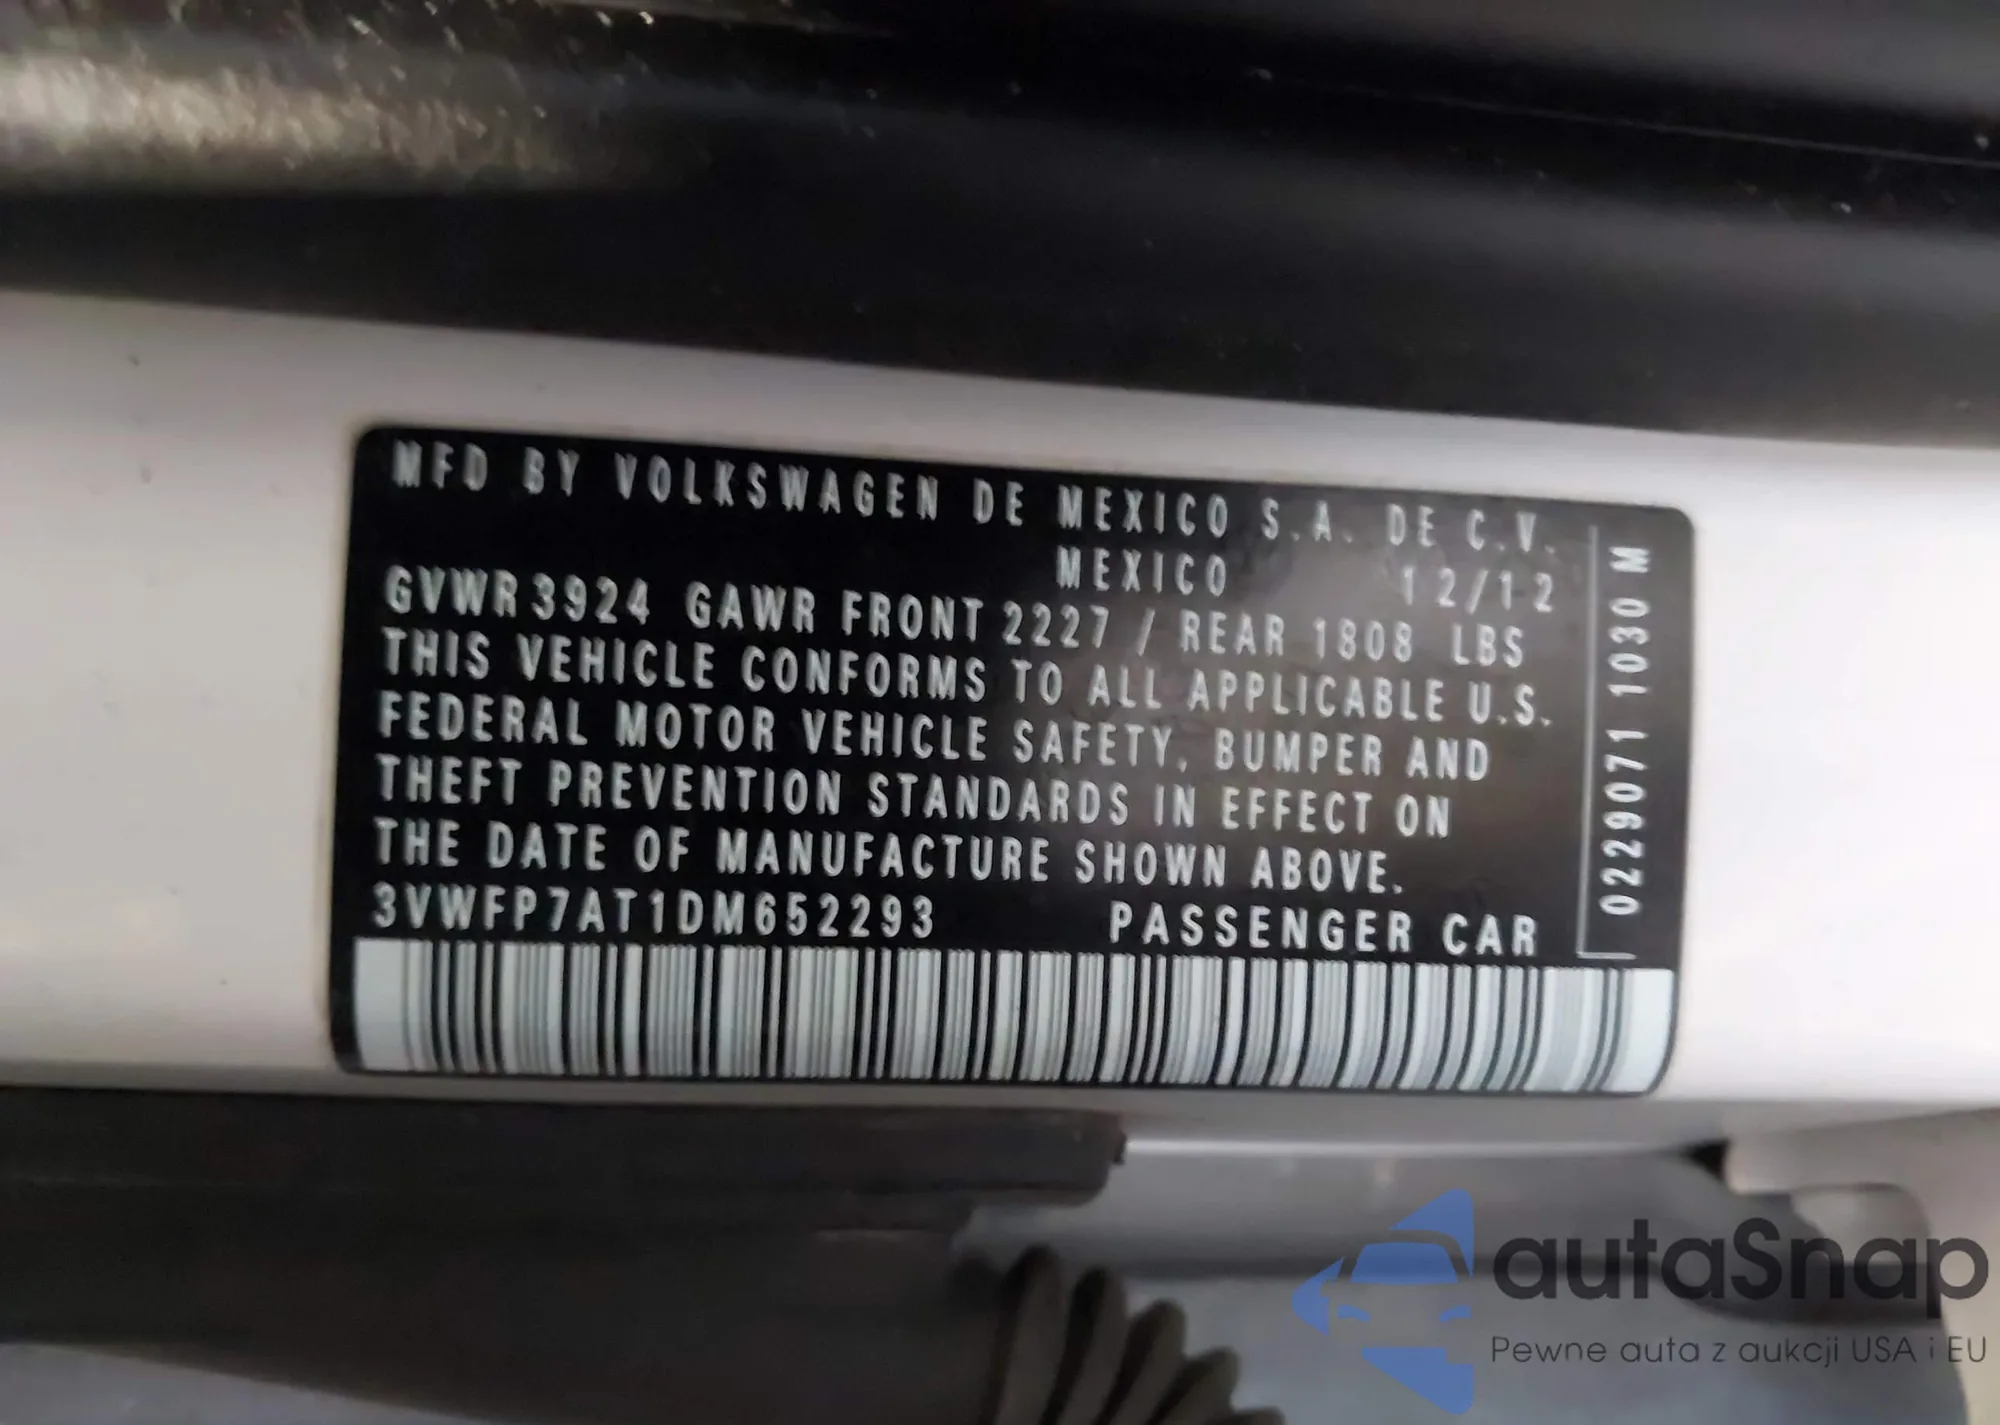 MFD BY VOLKSWAGEN DE MEXICO S.A. DE C.V.
MEXICO 12/12
GVWR 3924 GAWR FRONT 2227 / REAR 1808 LBS
THIS VEHICLE CONFORMS TO ALL APPLICABLE U.S.
FEDERAL MOTOR VEHICLE SAFETY, BUMPER AND
THEFT PREVENTION STANDARDS IN EFFECT ON
THE DATE OF MANUFACTURE SHOWN ABOVE.
3VWFP7AT1DM652293 PASSENGER CAR
0229071 1030 M
autaSnap
Pewne auta z aukcji USA i EU